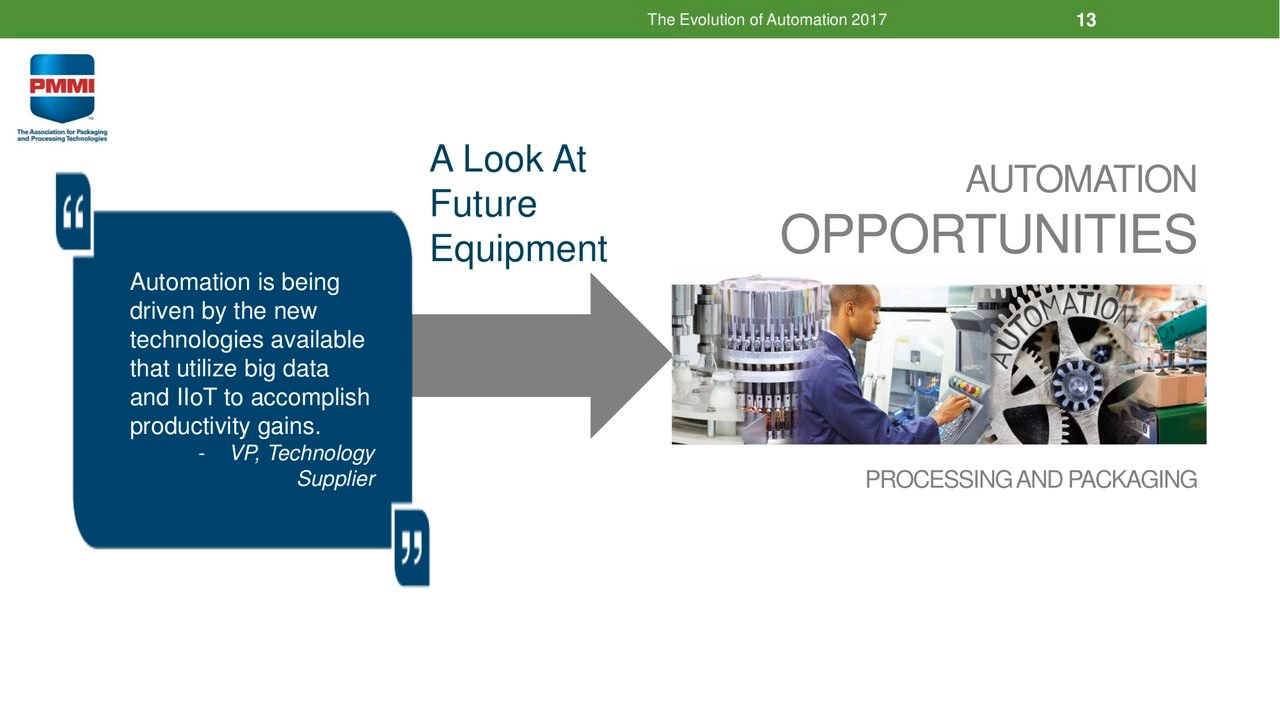 The Evolution of Automation 2017
13
PMMI
TM
The Association for Packaging
and Processing Technologies
A Look At
Future
Equipment
AUTOMATION
OPPORTUNITIES
“
Automation is being
driven by the new
technologies available
that utilize big data
and IIoT to accomplish
productivity gains.
- VP, Technology
Supplier
”
AUTOMATION
PROCESSING AND PACKAGING